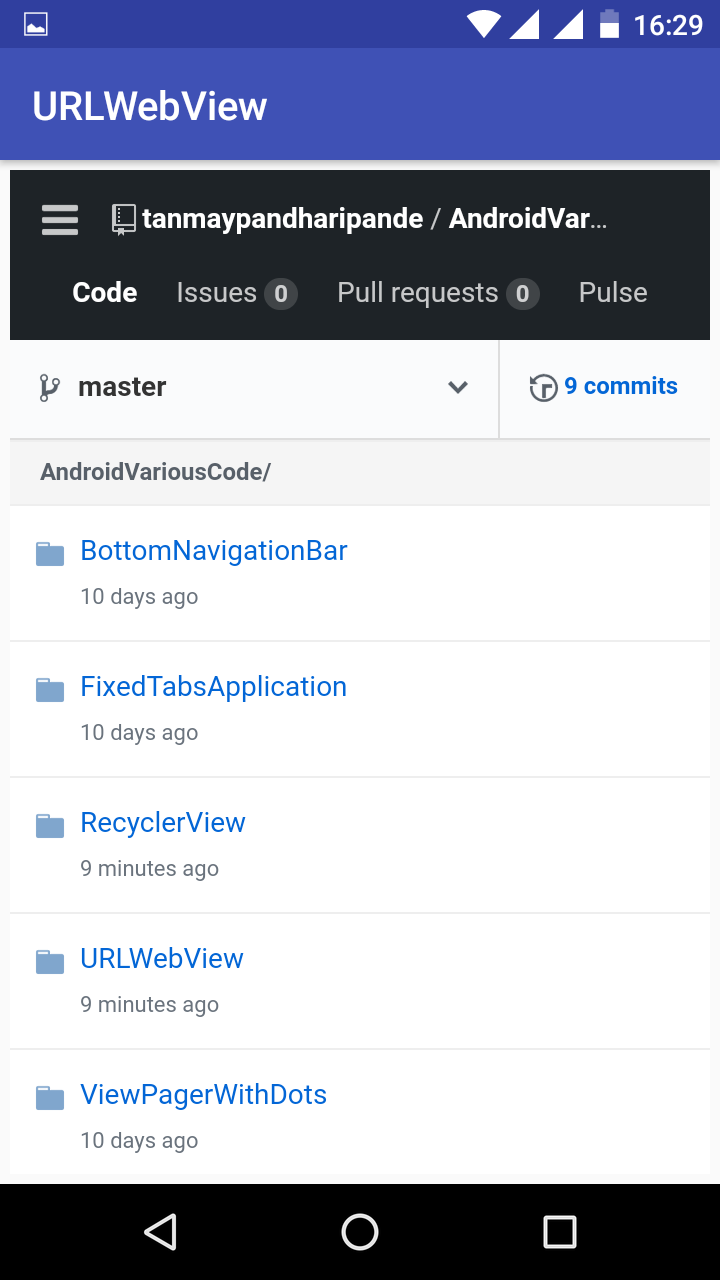 16:29
URLWebView
tanmaypandharipande / AndroidVar...
Code Issues 0 Pull requests 0 Pulse
master 9 commits
AndroidVariousCode/
BottomNavigationBar
10 days ago
FixedTabsApplication
10 days ago
RecyclerView
9 minutes ago
URLWebView
9 minutes ago
ViewPagerWithDots
10 days ago